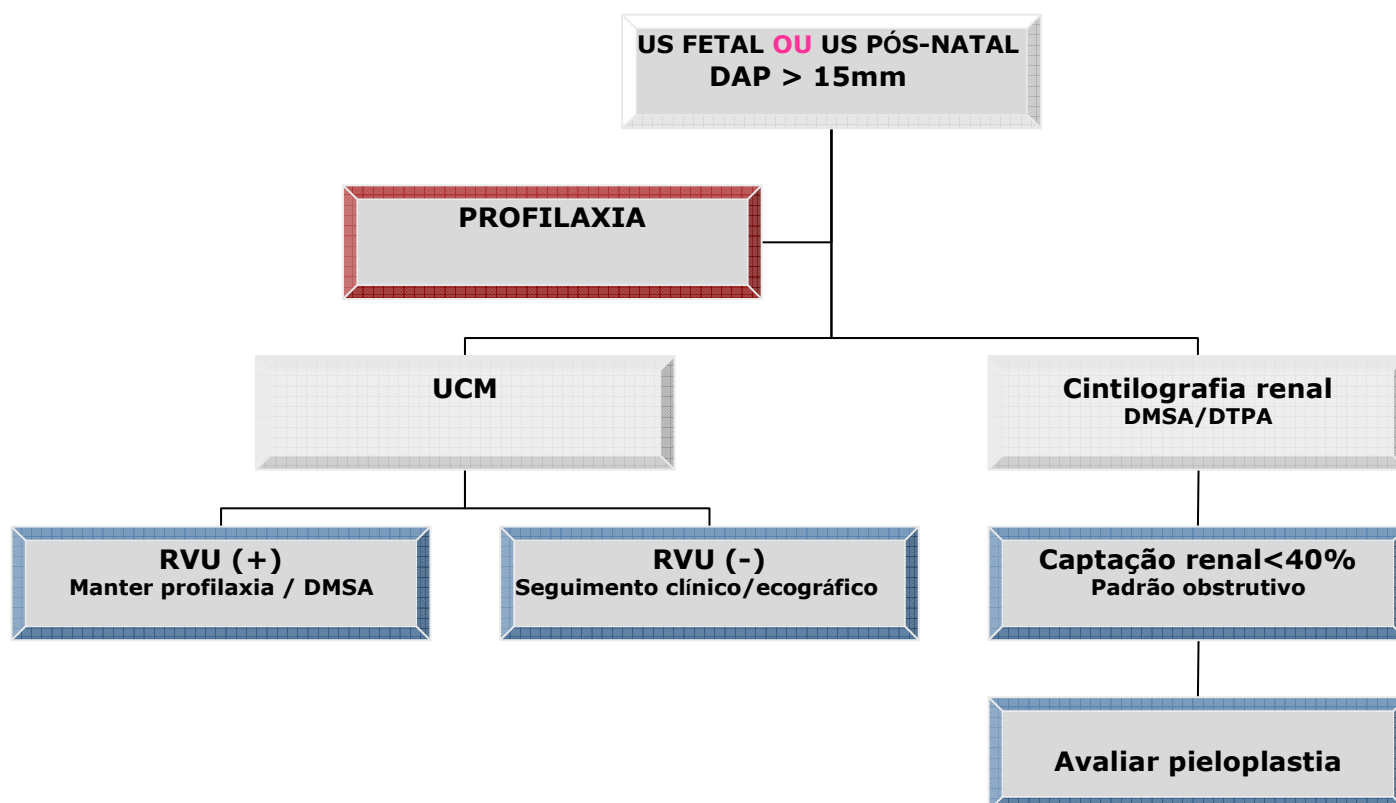 US FETAL OU US PÓS-NATAL
DAP > 15mm
PROFILAXIA
UCM
Cintilografia renal
DMSA/DTPA
RVU (+)
Manter profilaxia / DMSA
RVU (-)
Seguimento clínico/ecográfico
Captação renal<40%
Padrão obstrutivo
Avaliar pieloplastia